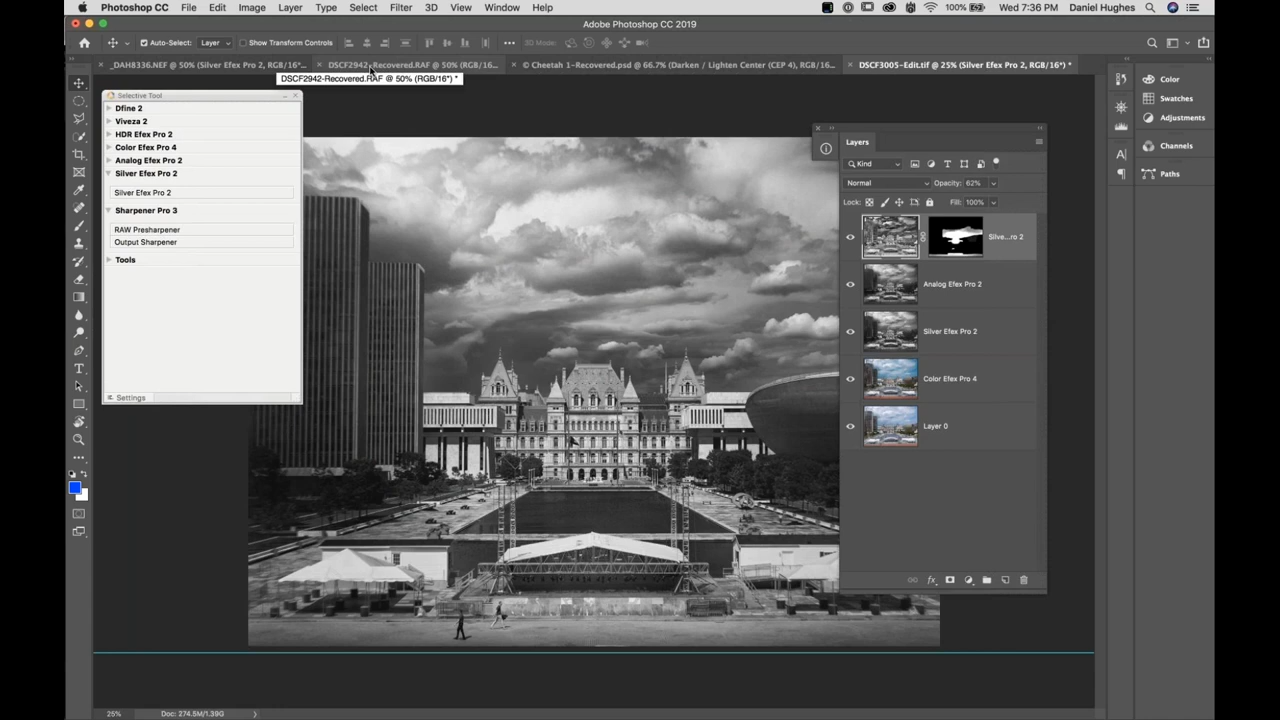 Photoshop CC File Edit Image Layer Type Select Filter 3D View Window Help 100% Wed 7:36 PM Daniel Hughes
Adobe Photoshop CC 2019
Auto-Select: Layer Show Transform Controls 3D Mode:
_DAH8336.NEF @ 50% (Silver Efex Pro 2, RGB/16*... DSCF2942-Recovered.RAF @ 50% (RGB/16... © Cheetah 1-Recovered.psd @ 66.7% (Darken / Lighten Center (CEP 4), RGB/16... DSCF3005-Edit.tif @ 25% (Silver Efex Pro 2, RGB/16*) *
DSCF2942-Recovered.RAF @ 50% (RGB/16*) *
Selective Tool
Dfine 2
Viveza 2
HDR Efex Pro 2
Color Efex Pro 4
Analog Efex Pro 2
Silver Efex Pro 2
Silver Efex Pro 2
Sharpener Pro 3
RAW Presharpener
Output Sharpener
Tools
Settings
Layers
Kind
Normal Opacity: 62%
Lock: Fill: 100%
Silve...ro 2
Analog Efex Pro 2
Silver Efex Pro 2
Color Efex Pro 4
Layer 0
Color
Swatches
Adjustments
Channels
Paths
25% Doc: 274.5M/1.39G